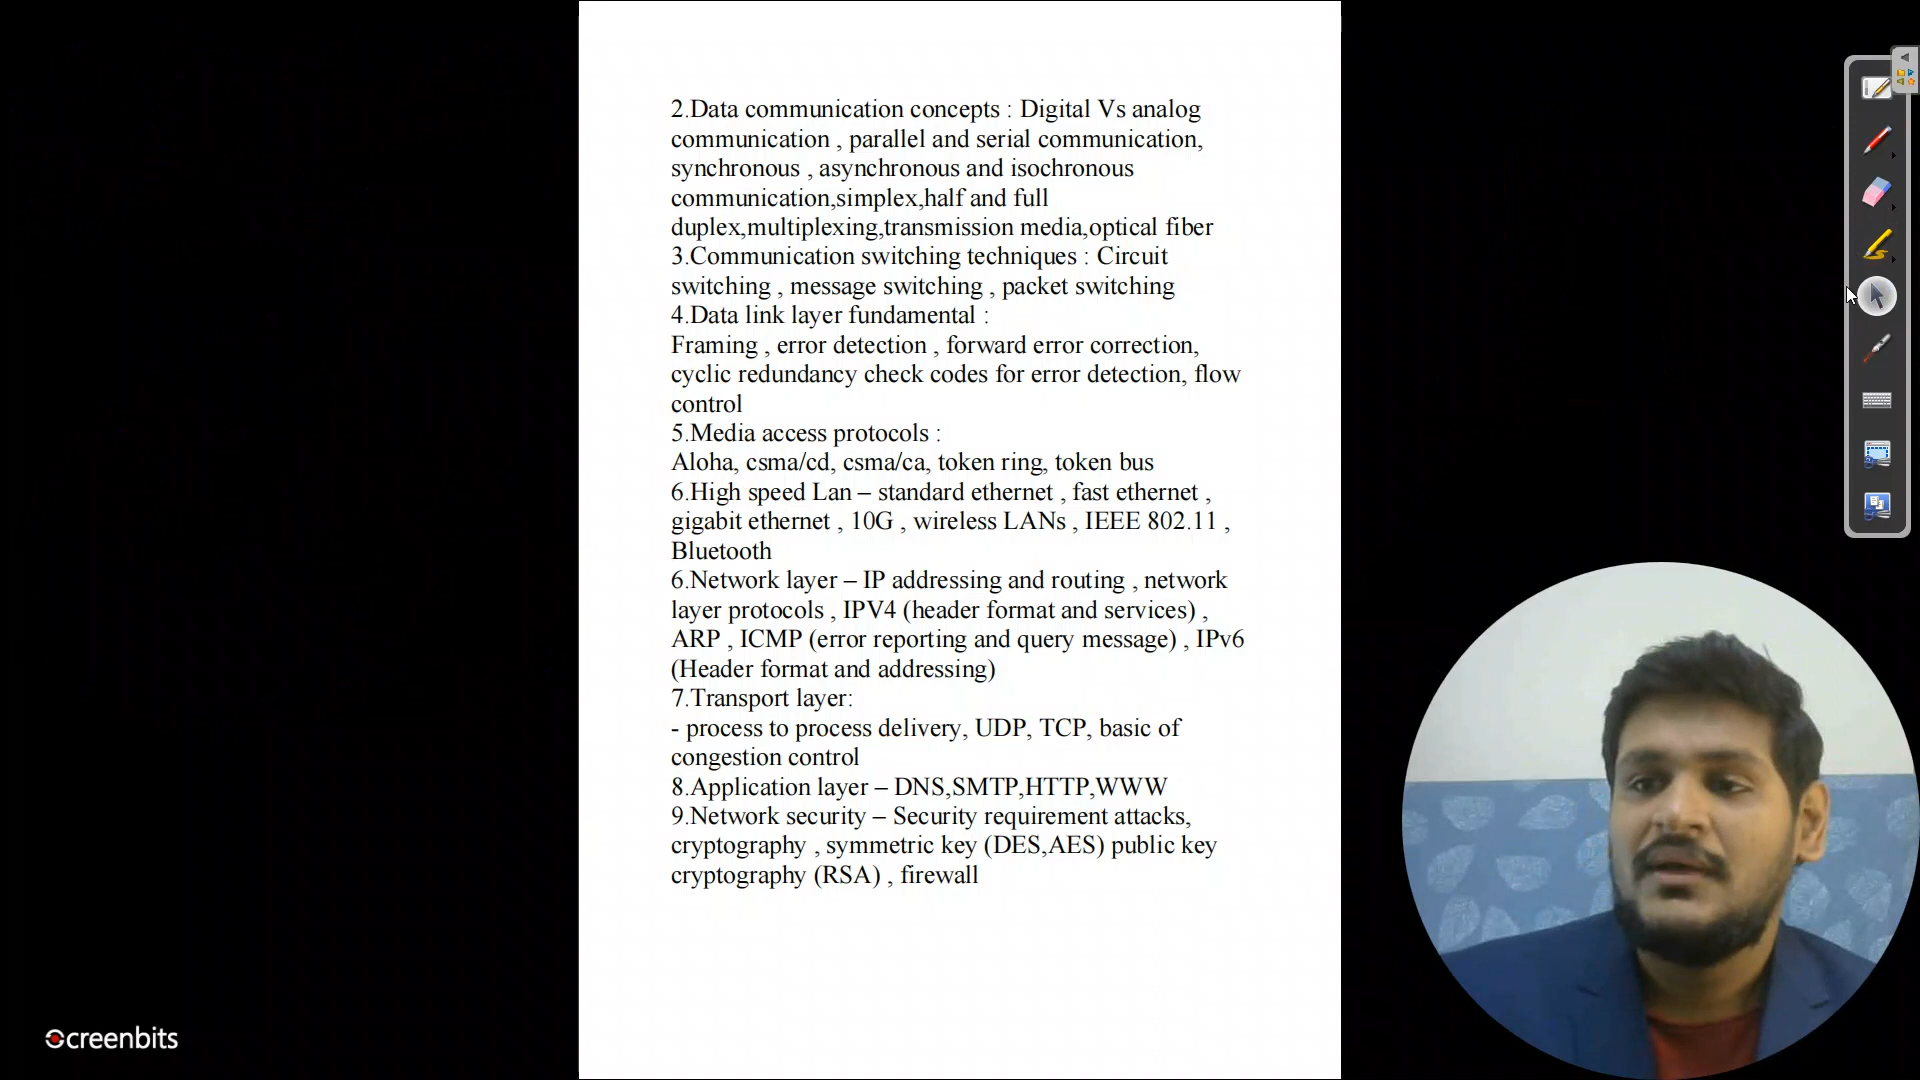 2.Data communication concepts : Digital Vs analog
communication , parallel and serial communication,
synchronous , asynchronous and isochronous
communication,simplex,half and full
duplex,multiplexing,transmission media,optical fiber
3.Communication switching techniques : Circuit
switching , message switching , packet switching
4.Data link layer fundamental :
Framing , error detection , forward error correction,
cyclic redundancy check codes for error detection, flow
control
5.Media access protocols :
Aloha, csma/cd, csma/ca, token ring, token bus
6.High speed Lan – standard ethernet , fast ethernet ,
gigabit ethernet , 10G , wireless LANs , IEEE 802.11 ,
Bluetooth
6.Network layer – IP addressing and routing , network
layer protocols , IPV4 (header format and services) ,
ARP , ICMP (error reporting and query message) , IPv6
(Header format and addressing)
7.Transport layer:
- process to process delivery, UDP, TCP, basic of
congestion control
8.Application layer – DNS,SMTP,HTTP,WWW
9.Network security – Security requirement attacks,
cryptography , symmetric key (DES,AES) public key
cryptography (RSA) , firewall
Screenbits